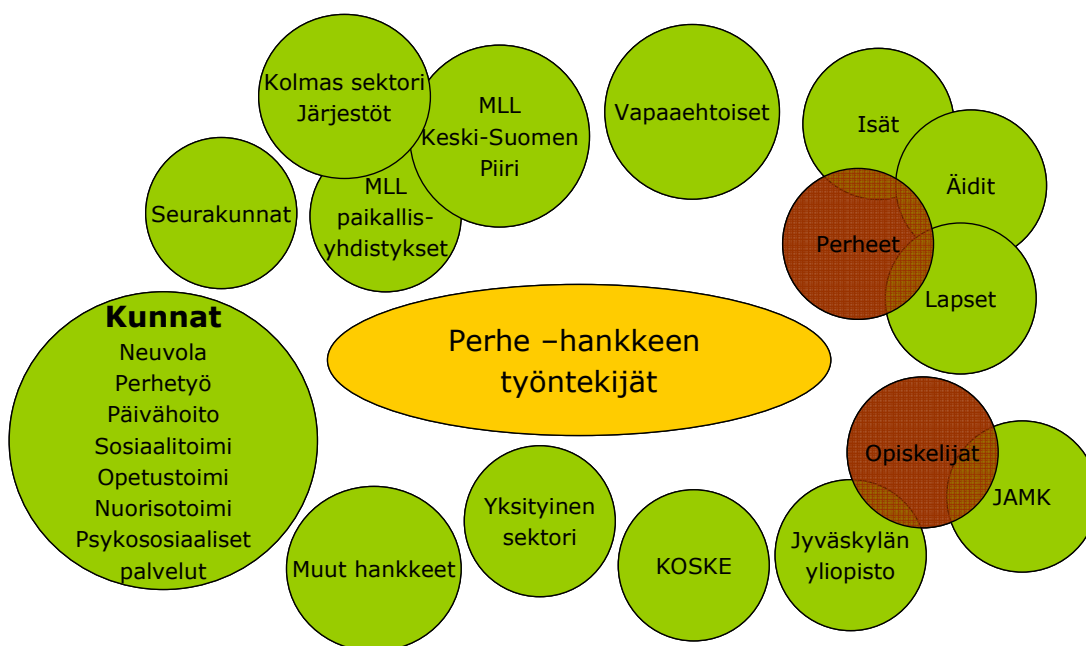 Kolmas sektori
Järjestöt
MLL
Keski-Suomen
Piiri
Vapaaehtoiset
Isät
Äidit
Seurakunnat
MLL
paikallis-
yhdistykset
Perheet
Lapset
Kunnat
Neuvola
Perhetyö
Päivähoito
Sosiaalitoimi
Opetustoimi
Nuorisotoimi
Psykososiaaliset
palvelut
Perhe –hankkeen
työntekijät
Opiskelijat
JAMK
Yksityinen
sektori
Muut hankkeet
KOSKE
Jyväskylän
yliopisto